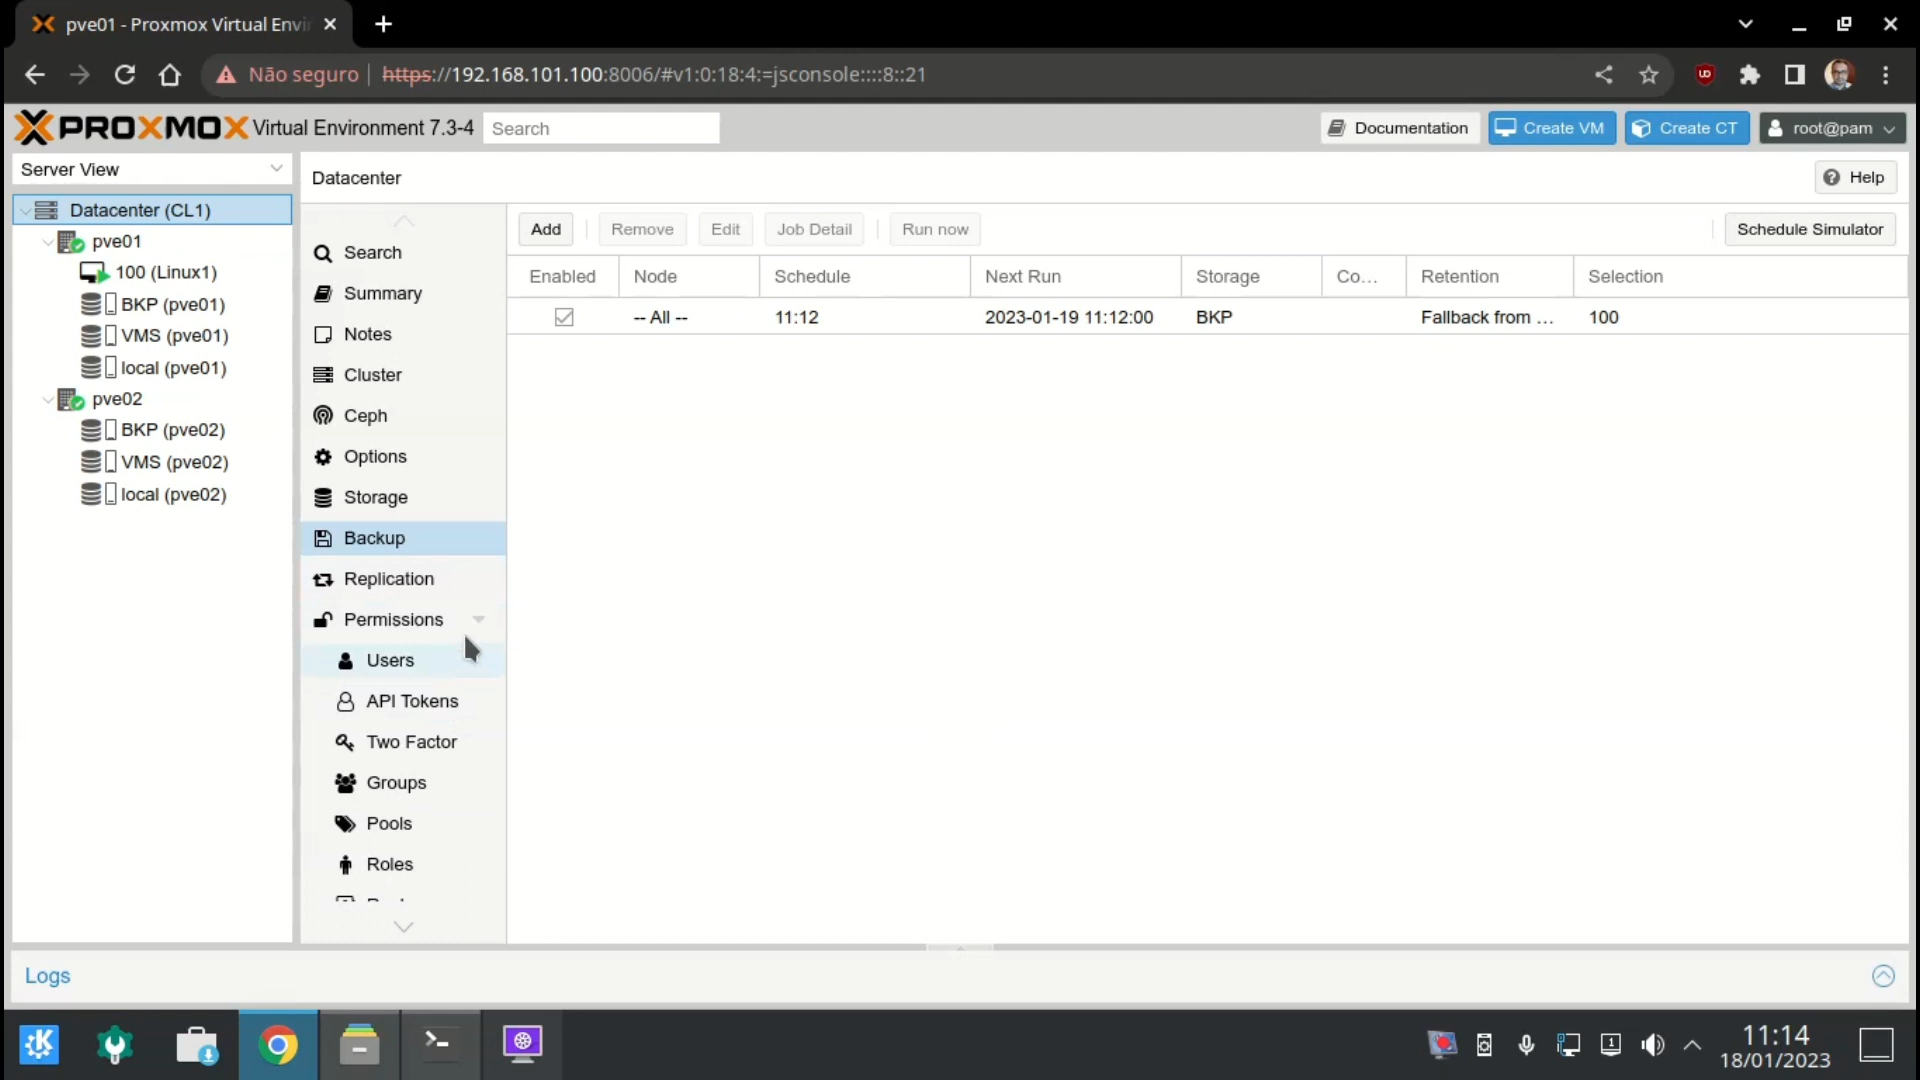 pve01 - Proxmox Virtual Envi
Não seguro
https://192.168.101.100:8006/#v1:0:18:4:=jsconsole::::8::21
PROXMOX Virtual Environment 7.3-4
Search
Documentation
Create VM
Create CT
root@pam
Server View
Datacenter
Help
Datacenter (CL1)
pve01
100 (Linux1)
BKP (pve01)
VMS (pve01)
local (pve01)
pve02
BKP (pve02)
VMS (pve02)
local (pve02)
Search
Summary
Notes
Cluster
Ceph
Options
Storage
Backup
Replication
Permissions
Users
API Tokens
Two Factor
Groups
Pools
Roles
Add
Remove
Edit
Job Detail
Run now
Schedule Simulator
Enabled Node Schedule Next Run Storage Co... Retention Selection
-- All -- 11:12 2023-01-19 11:12:00 BKP Fallback from ... 100
Logs
11:14
18/01/2023